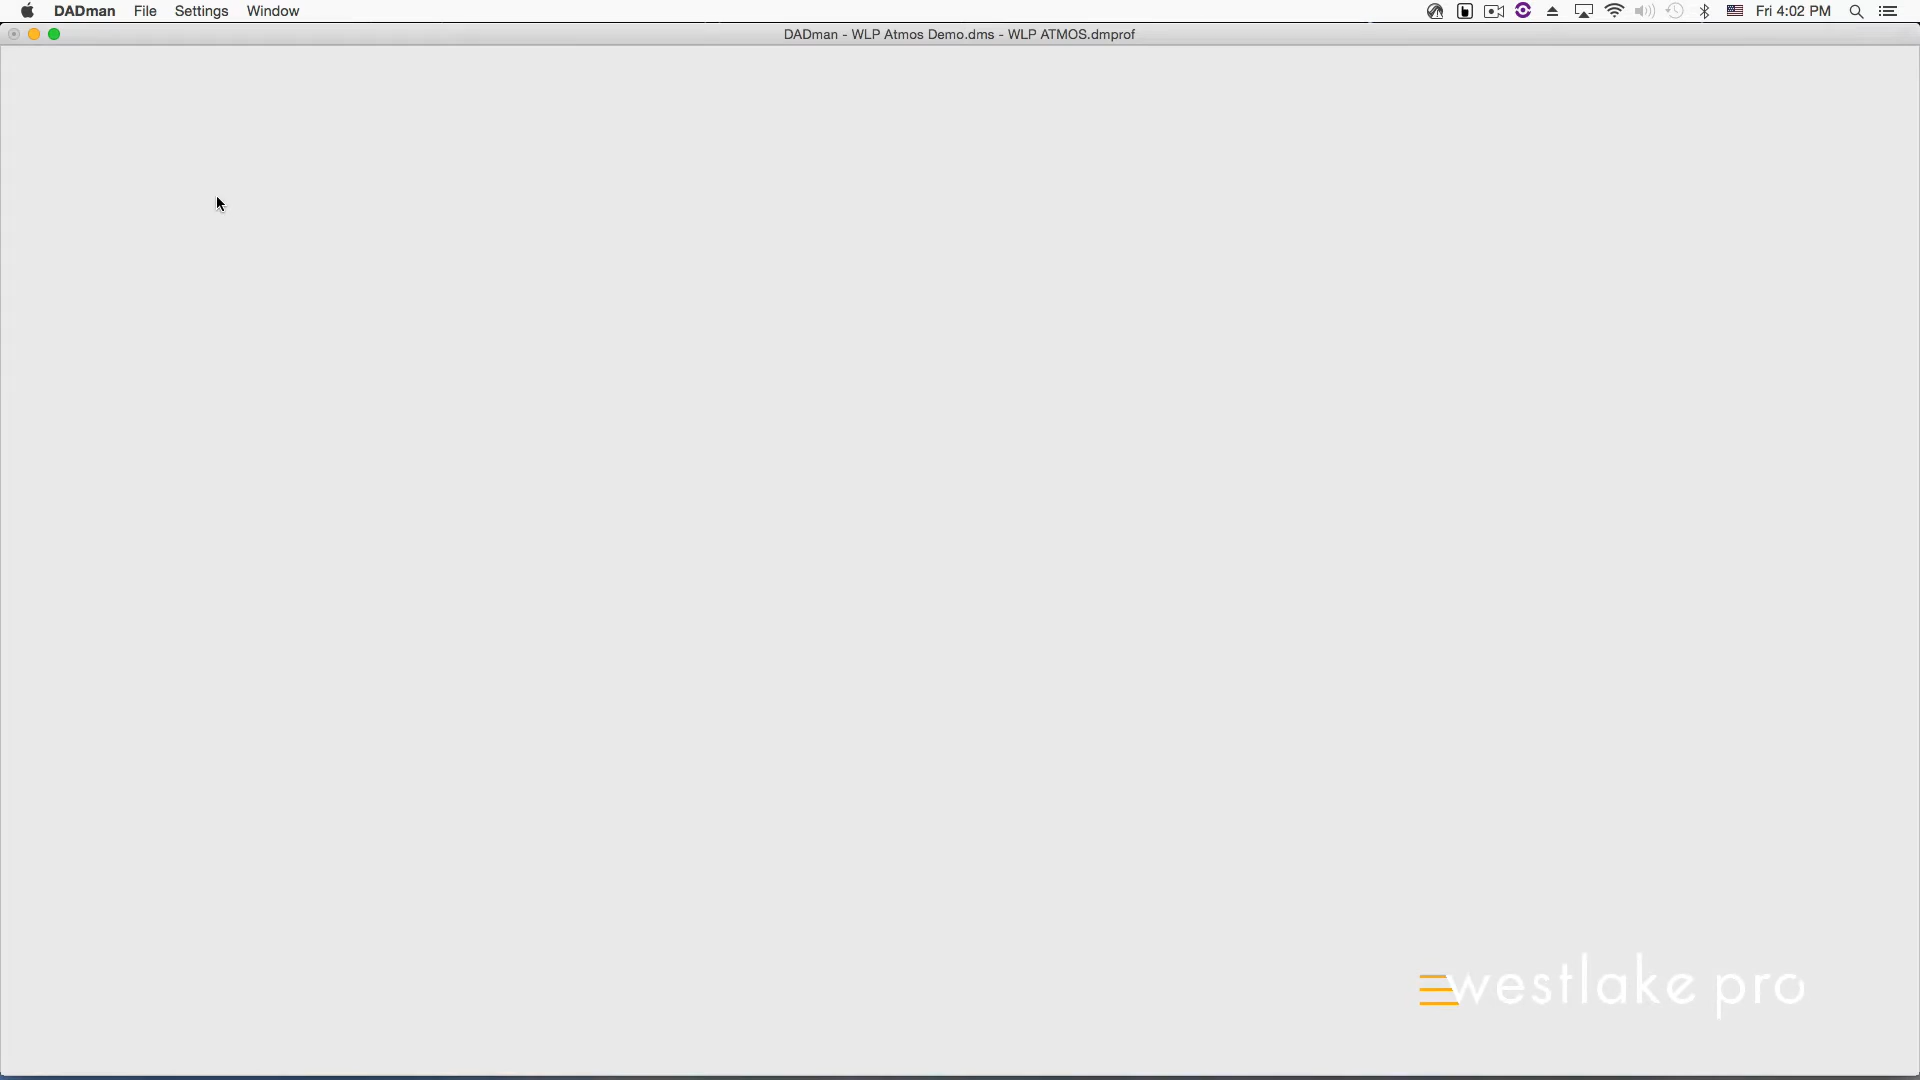 DADman File Settings Window Fri 4:02 PM
DADman - WLP Atmos Demo.dms - WLP ATMOS.dmprof
westlake pro